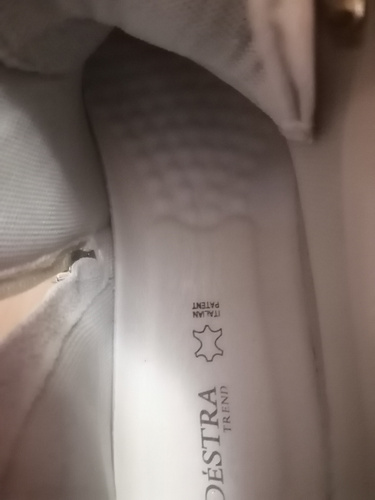 ITALIAN
PATENT
DÉSTRA
TREND